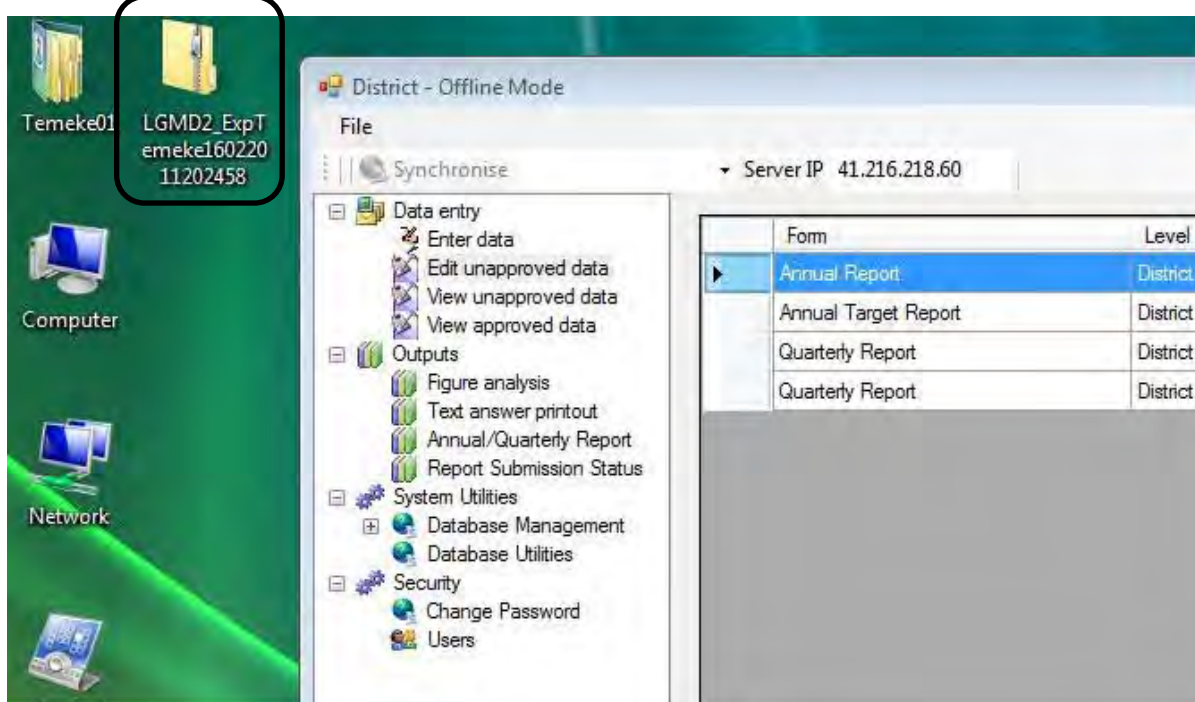 Temeke01
LGMD2_ExpT
emeke160220
11202458
Computer
Network
District - Offline Mode
File
Synchronise
Server IP 41.216.218.60
Data entry
Enter data
Edit unapproved data
View unapproved data
View approved data
Outputs
Figure analysis
Text answer printout
Annual/Quarterly Report
Report Submission Status
System Utilities
Database Management
Database Utilities
Security
Change Password
Users
Form Level
Annual Report District
Annual Target Report District
Quarterly Report District
Quarterly Report District